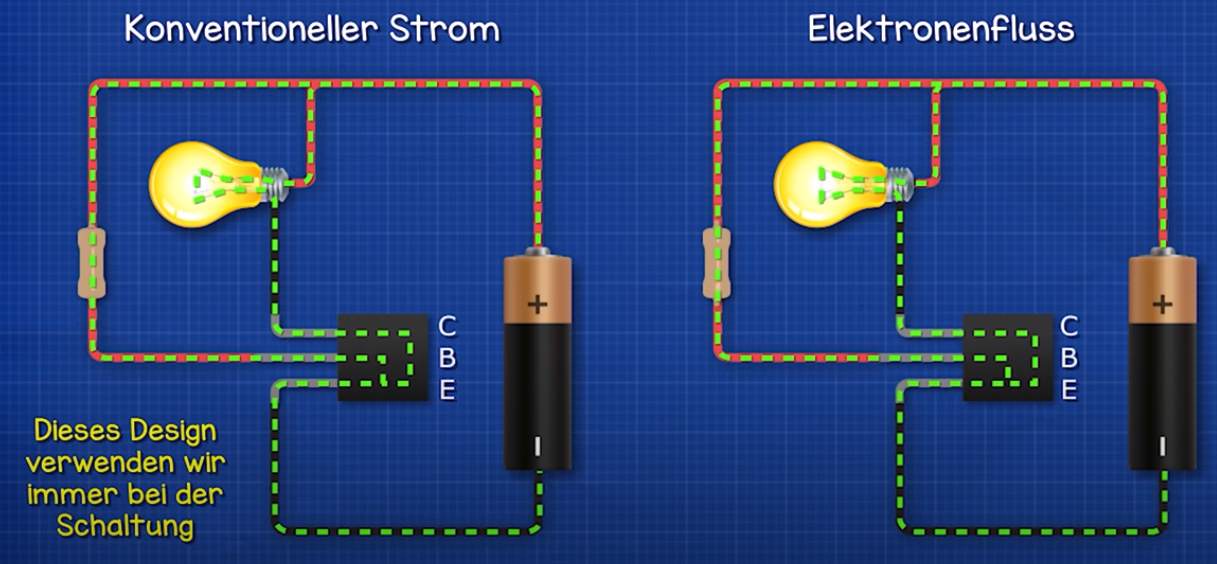 Konventioneller Strom
Elektronenfluss
C
B
E
+
C
B
E
+
Dieses Design
verwenden wir
immer bei der
Schaltung